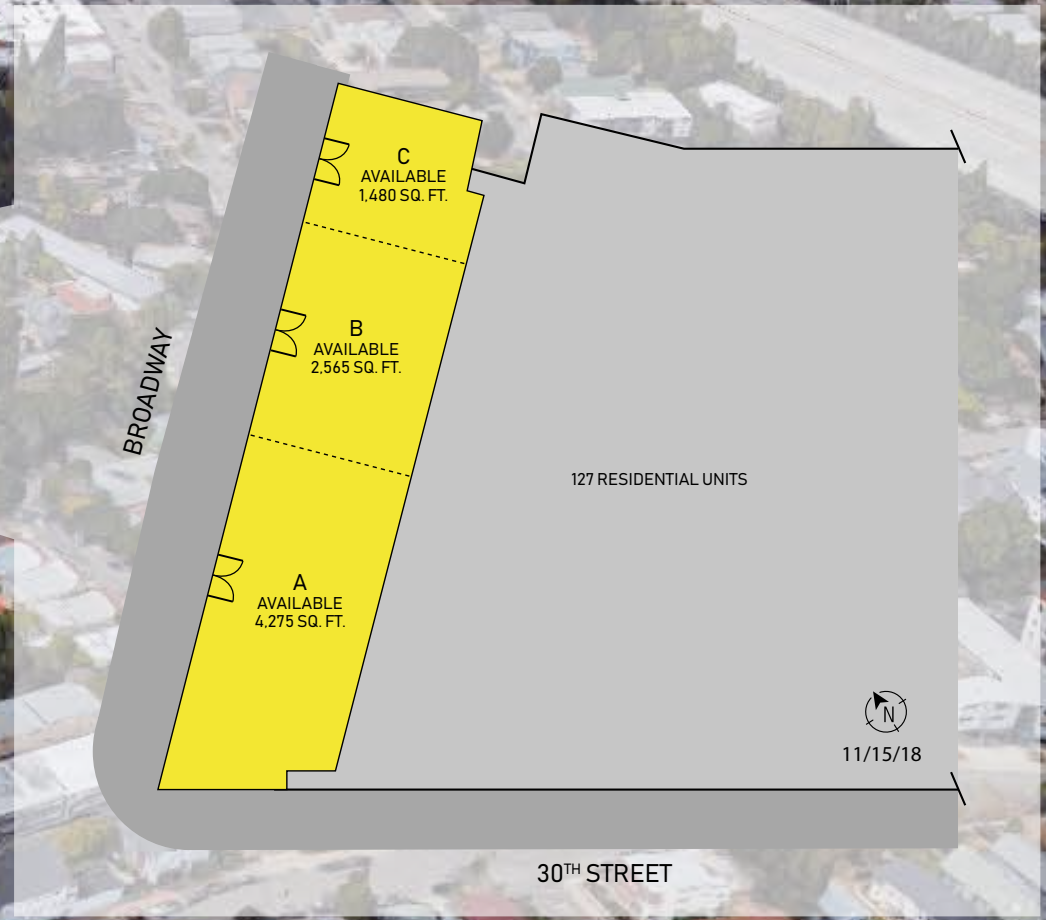 C
AVAILABLE
1,480 SQ. FT.
B
AVAILABLE
2,565 SQ. FT.
BROADWAY
127 RESIDENTIAL UNITS
A
AVAILABLE
4,275 SQ. FT.
N
11/15/18
30TH STREET